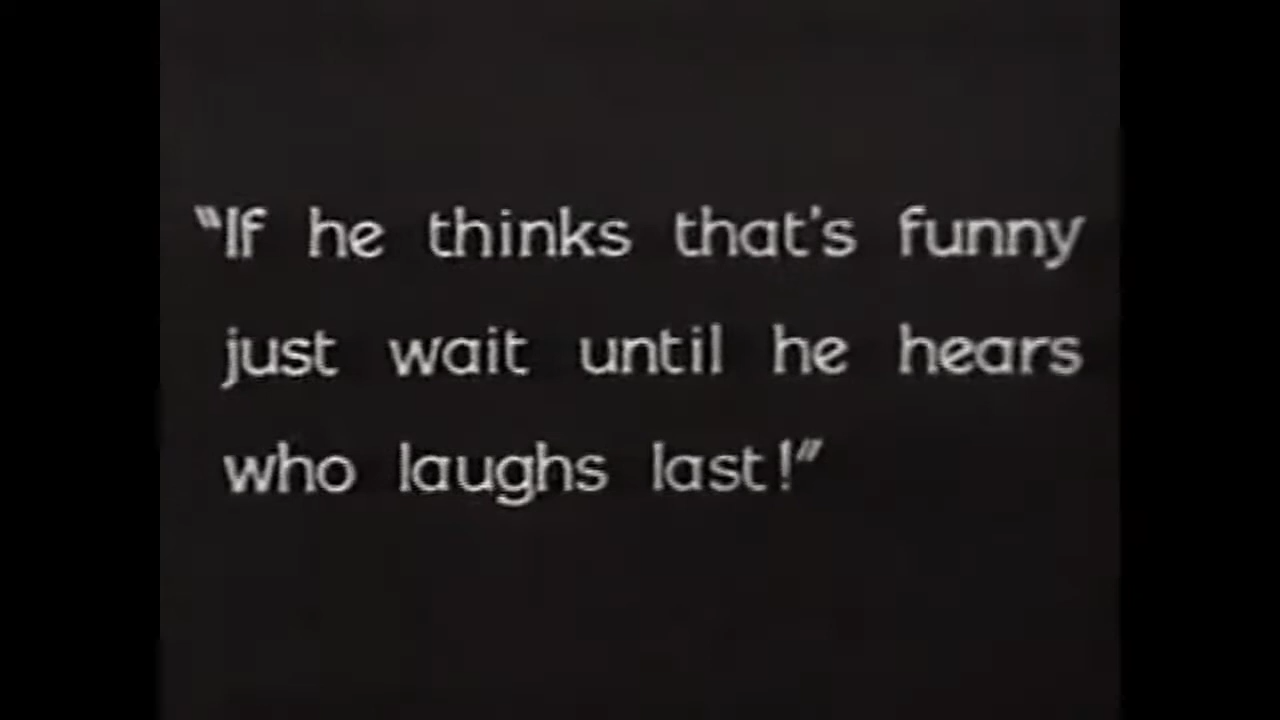 “If he thinks that's funny
just wait until he hears
who laughs last!”